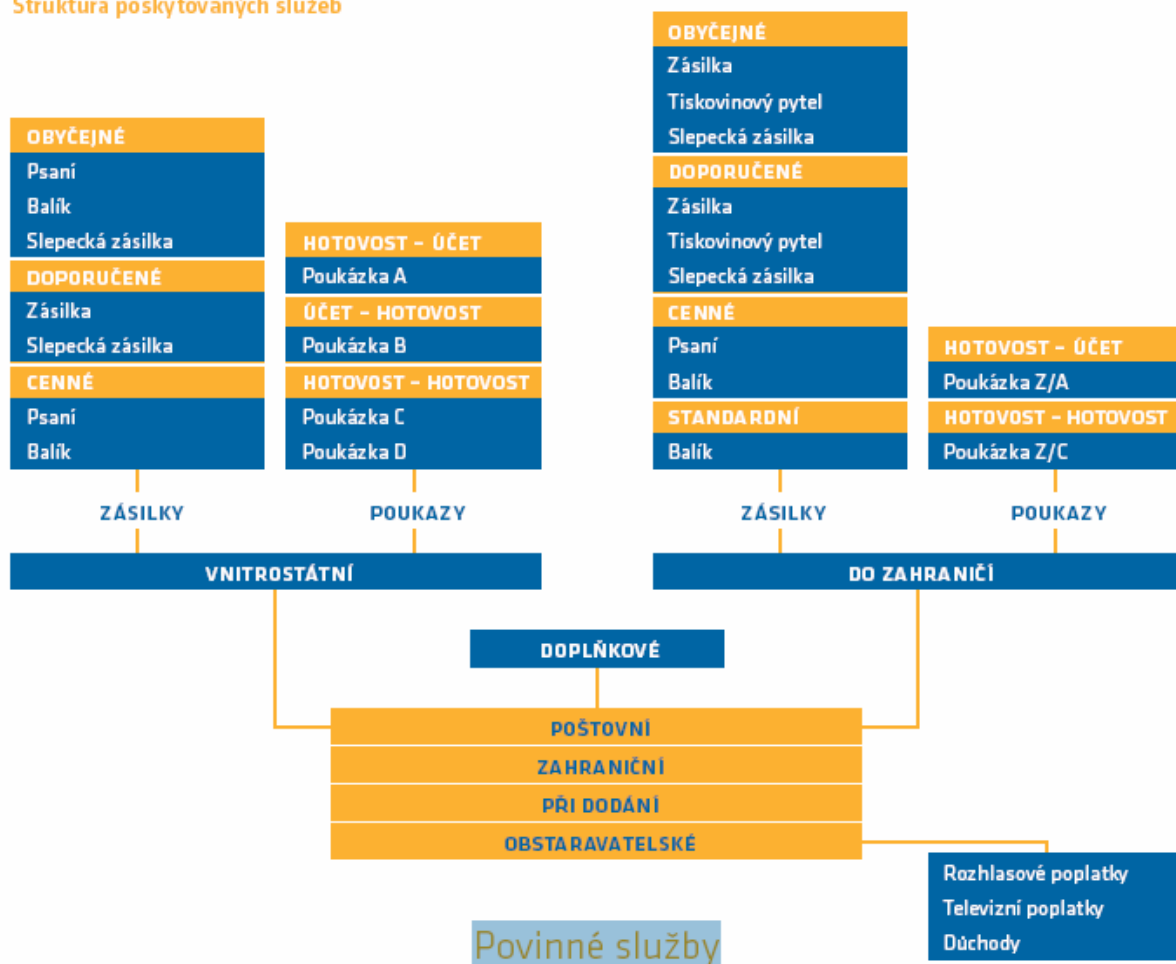 Struktura poskytovaných služeb
OBYČEJNÉ
Psaní
Balík
Slepecká zásilka
DOPORUČENÉ
Zásilka
Slepecká zásilka
CENNÉ
Psaní
Balík
HOTOVOST – ÚČET
Poukázka A
ÚČET – HOTOVOST
Poukázka B
HOTOVOST – HOTOVOST
Poukázka C
Poukázka D
ZÁSILKY
POUKAZY
VNITROSTÁTNÍ
OBYČEJNÉ
Zásilka
Tiskovinový pytel
Slepecká zásilka
DOPORUČENÉ
Zásilka
Tiskovinový pytel
Slepecká zásilka
CENNÉ
Psaní
Balík
STANDARDNÍ
Balík
HOTOVOST – ÚČET
Poukázka Z/A
HOTOVOST – HOTOVOST
Poukázka Z/C
ZÁSILKY
POUKAZY
DO ZAHRANIČÍ
DOPLŇKOVÉ
POŠTOVNÍ
ZAHRANIČNÍ
PŘI DODÁNÍ
OBSTARAVATELSKÉ
Rozhlasové poplatky
Televizní poplatky
Důchody
Povinné služby